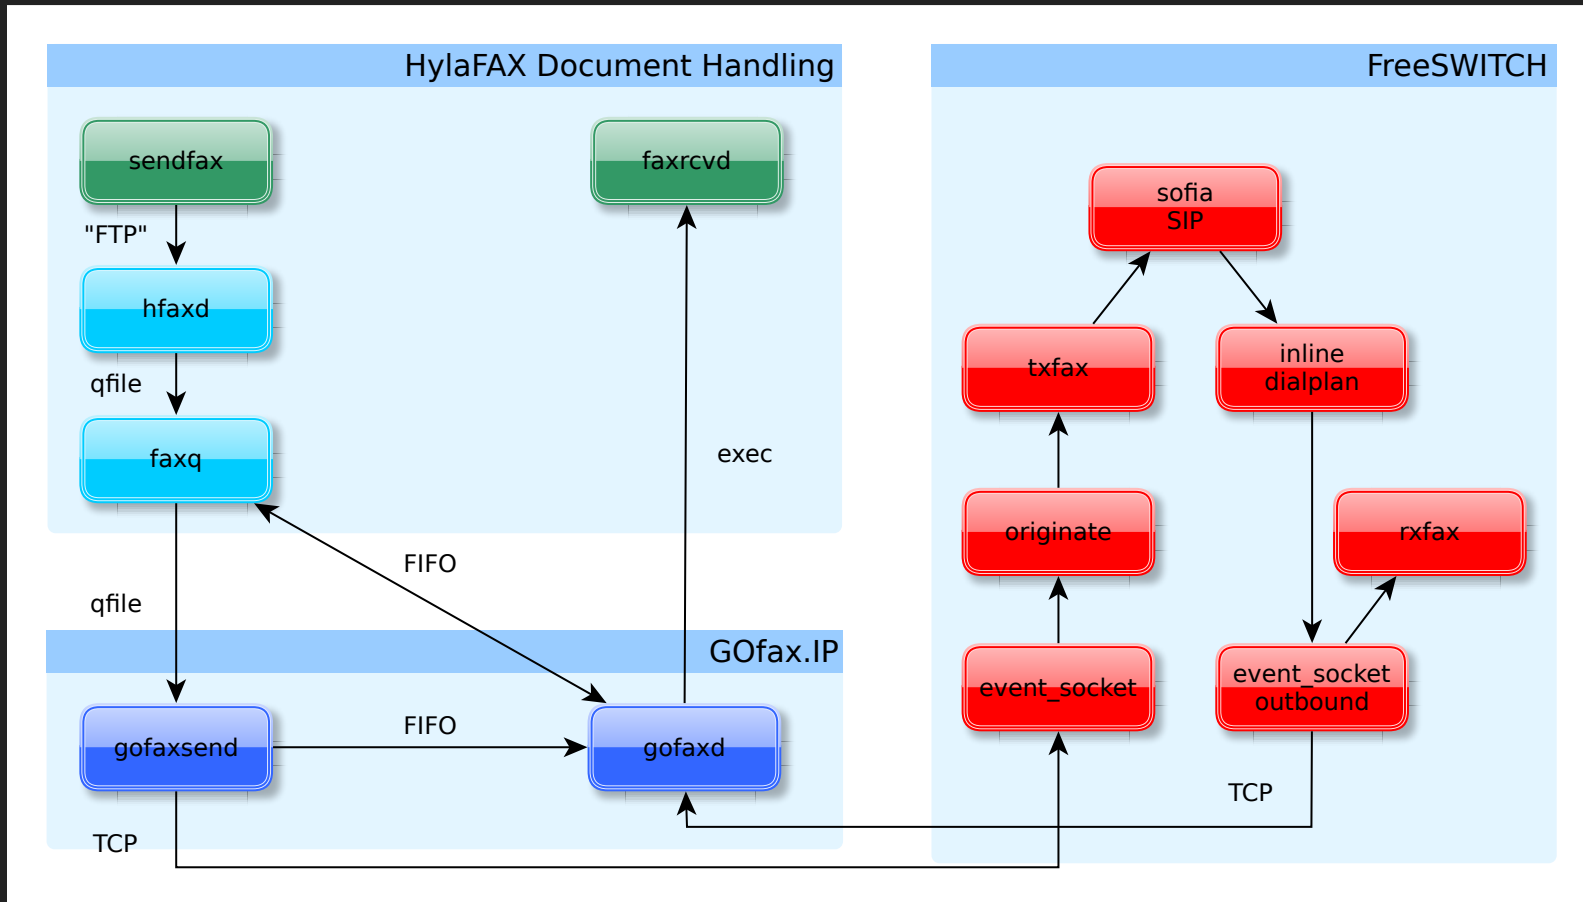 HylaFAX Document Handling
sendfax
faxrcvd
"FTP"
hfaxd
qfile
faxq
exec
FIFO
qfile
GOfax.IP
gofaxsend
FIFO
gofaxd
TCP
FreeSWITCH
sofia
SIP
txfax
inline
dialplan
originate
rxfax
event_socket
event_socket
outbound
TCP